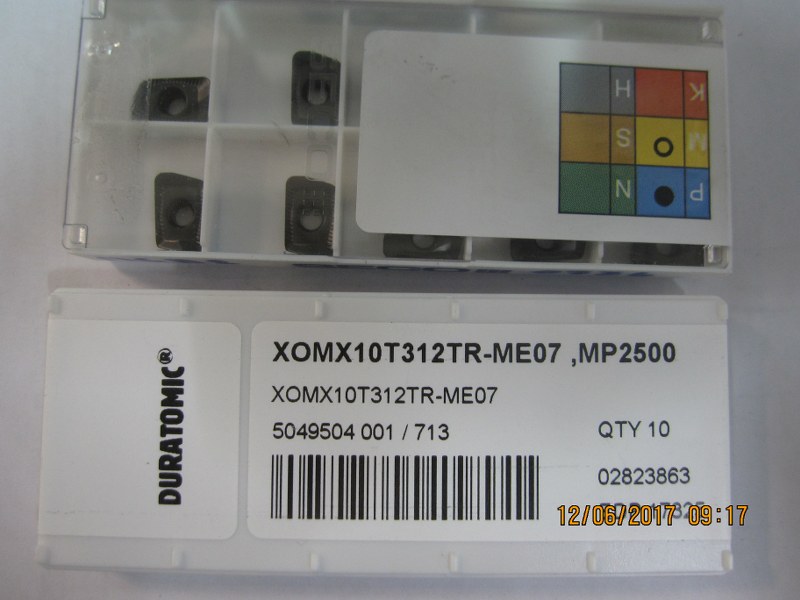 H K
S M
N P
DURATOMIC®
XOMX10T312TR-ME07 ,MP2500
XOMX10T312TR-ME07
5049504 001 / 713
QTY 10
02823863
12/06/2017 09:17